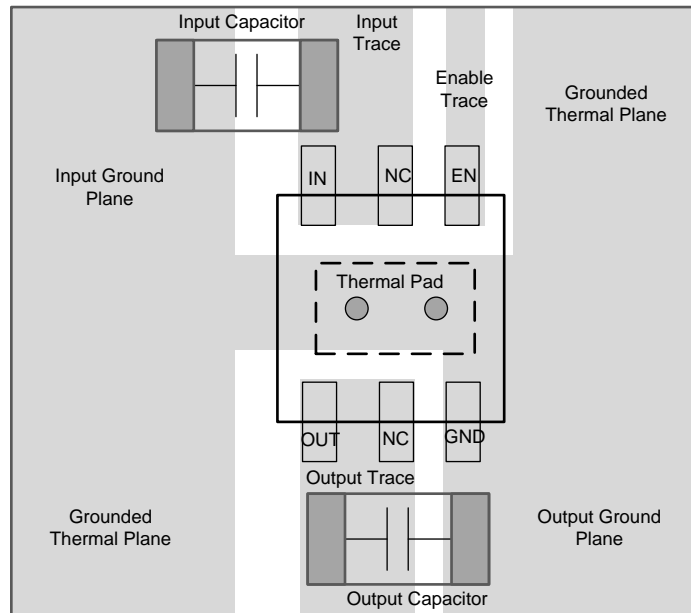 Input Capacitor
Input
Trace
Enable
Trace
Grounded
Thermal Plane
Input Ground
Plane
IN
NC
EN
Thermal Pad
OUT
NC
GND
Output Trace
Grounded
Thermal Plane
Output Ground
Plane
Output Capacitor